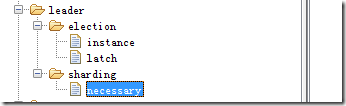 leader
election
instance
latch
sharding
necessary